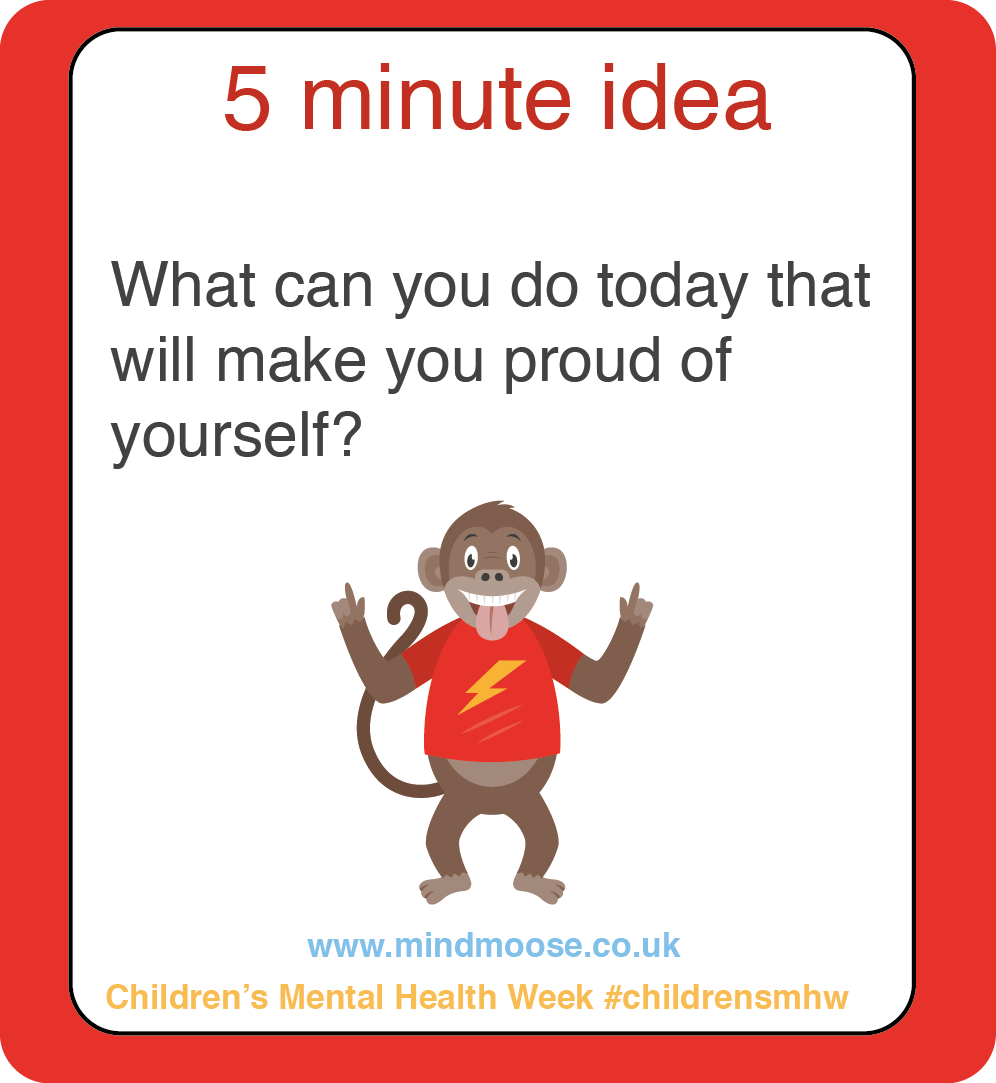 5 minute idea
What can you do today that
will make you proud of
yourself?
www.mindmoose.co.uk
Children’s Mental Health Week #childrensmhw